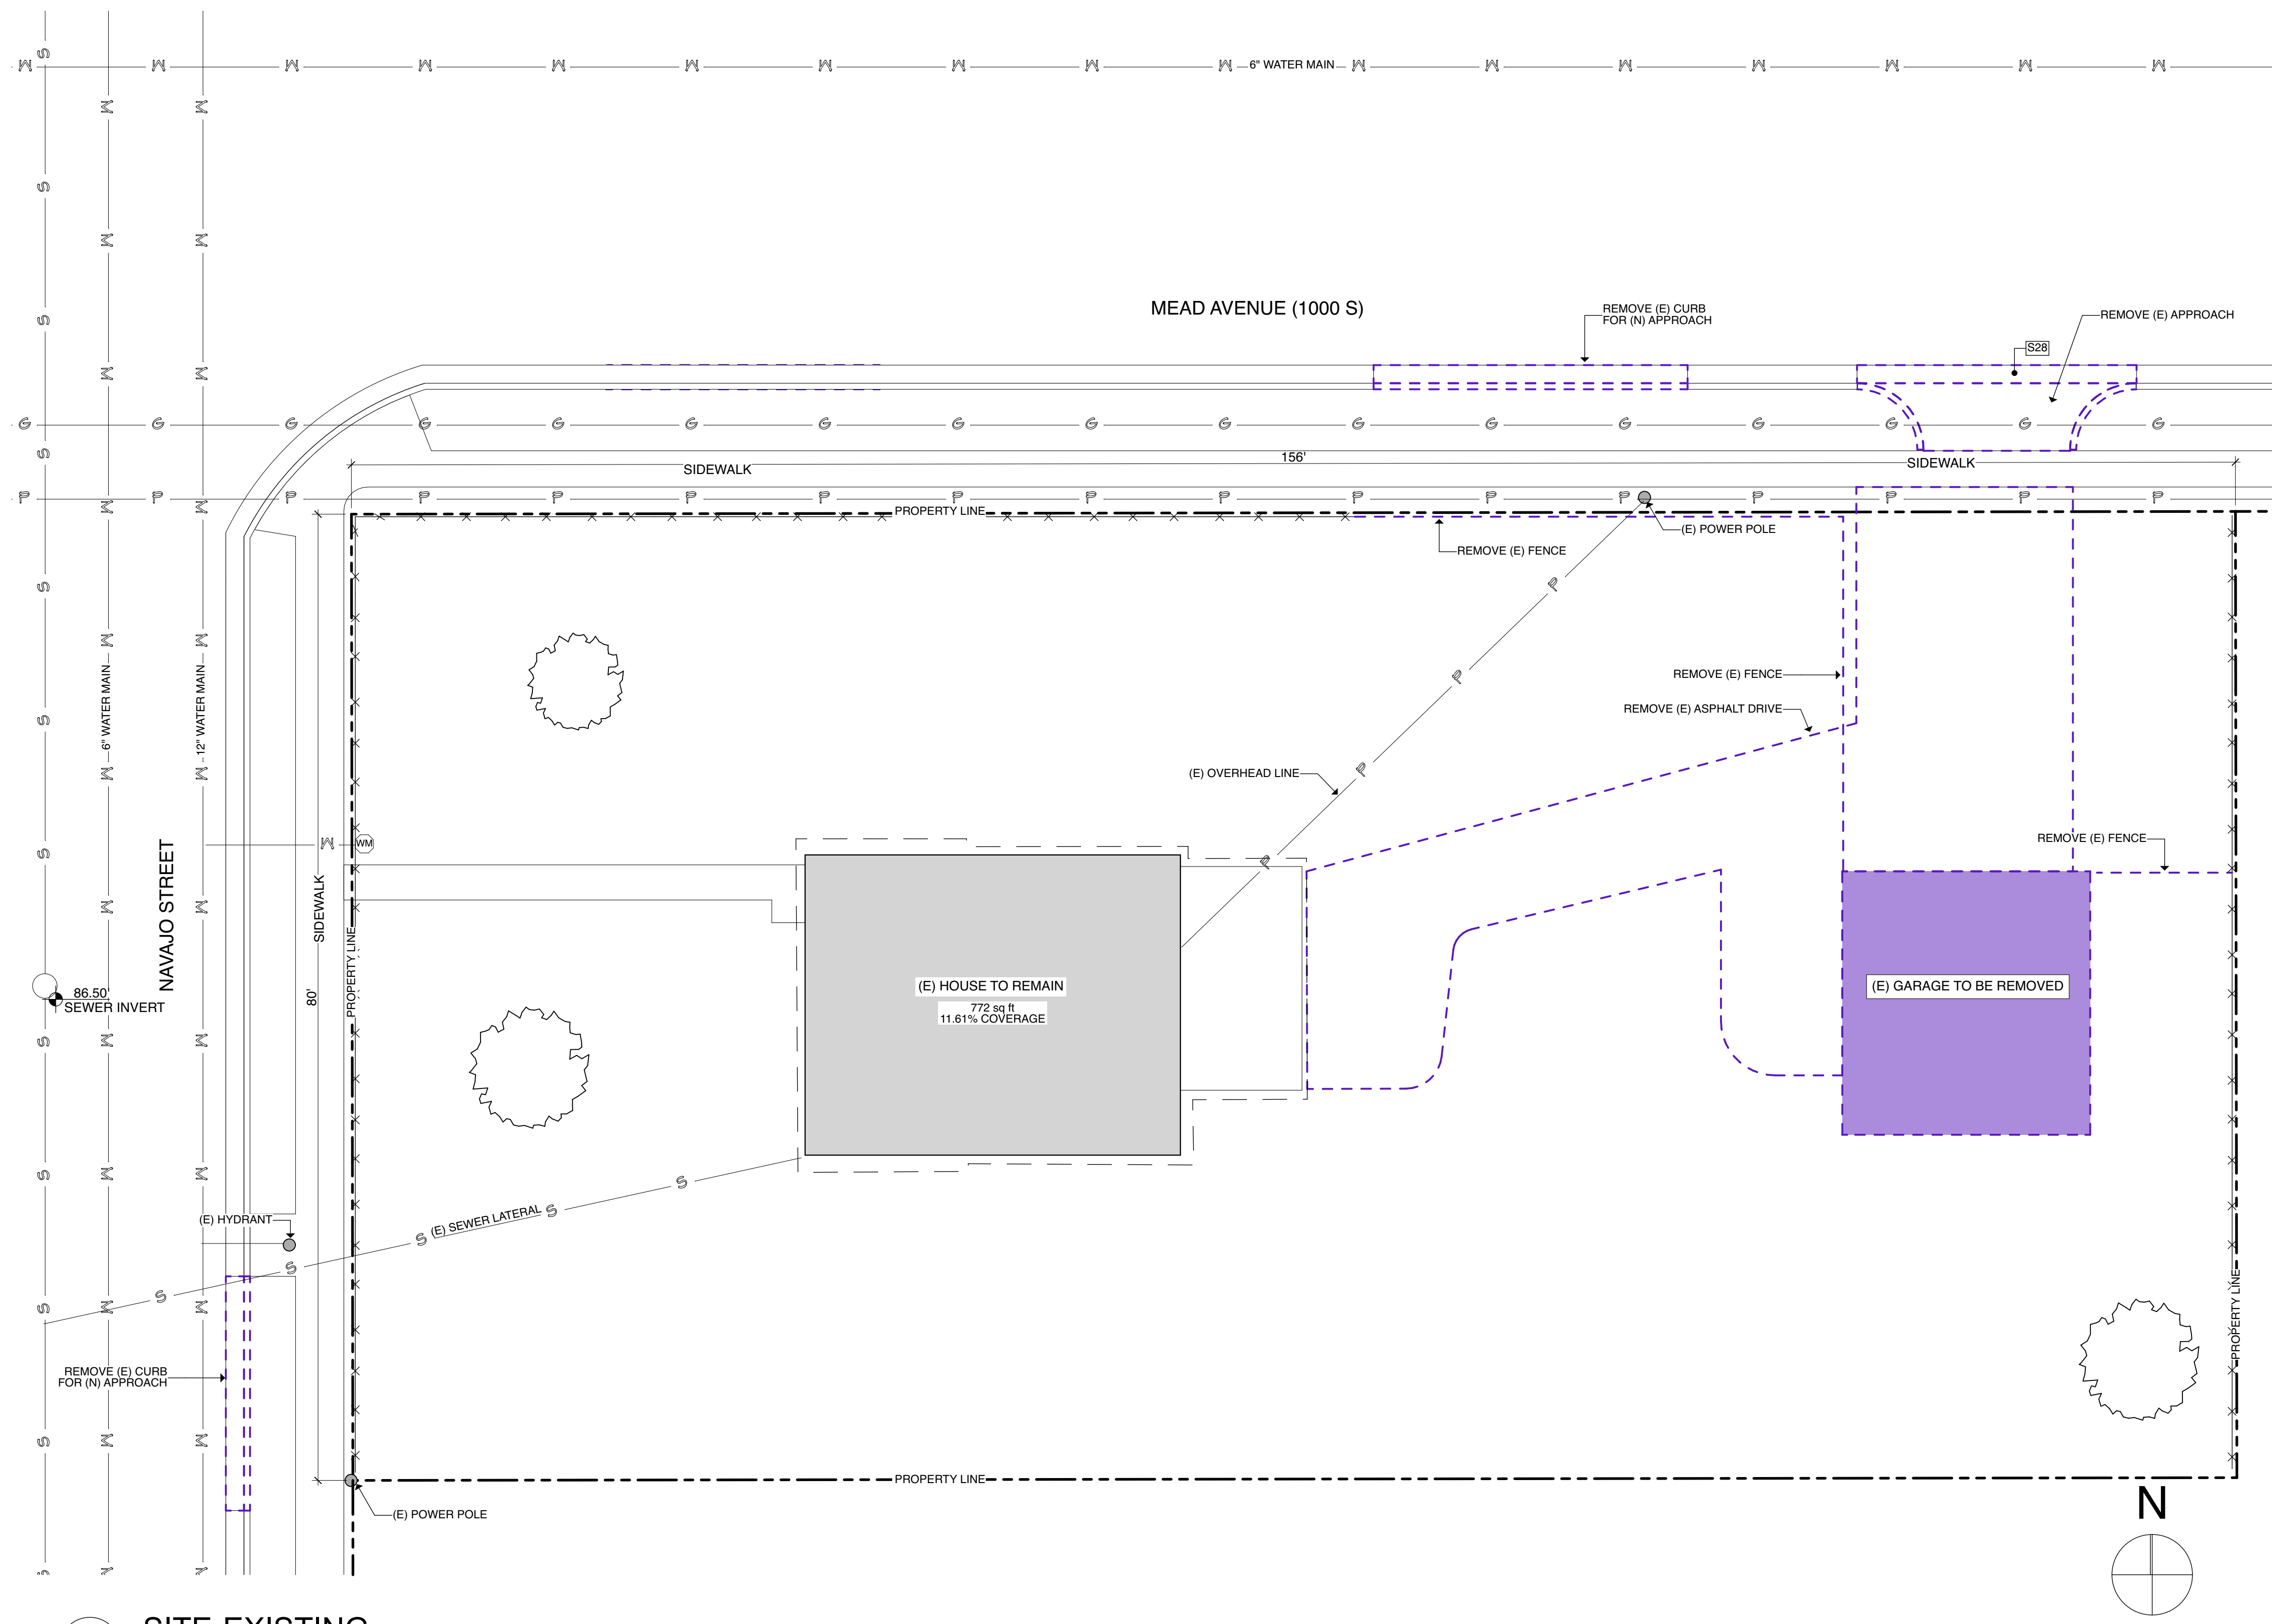 6" WATER MAIN
MEAD AVENUE (1000 S)
REMOVE (E) CURB
FOR (N) APPROACH
S28
REMOVE (E) APPROACH
156'
SIDEWALK
SIDEWALK
PROPERTY LINE
REMOVE (E) FENCE
(E) POWER POLE
REMOVE (E) FENCE
REMOVE (E) ASPHALT DRIVE
6" WATER MAIN
12" WATER MAIN
(E) OVERHEAD LINE
REMOVE (E) FENCE
WM
NAVAJO STREET
SIDEWALK
PROPERTY LINE
80'
86.50'
SEWER INVERT
(E) HOUSE TO REMAIN
772 sq ft
11.61% COVERAGE
(E) GARAGE TO BE REMOVED
(E) HYDRANT
(E) SEWER LATERAL
PROPERTY LINE
REMOVE (E) CURB
FOR (N) APPROACH
PROPERTY LINE
(E) POWER POLE
N
SITE EXISTING